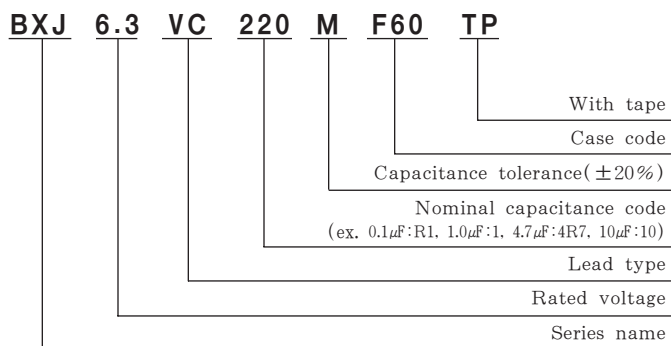 BXJ 6.3 VC 220 M F60 TP
With tape
Case code
Capacitance tolerance(±20%)
Nominal capacitance code
(ex. 0.1㎌:R1, 1.0㎌:1, 4.7㎌:4R7, 10㎌:10)
Lead type
Rated voltage
Series name